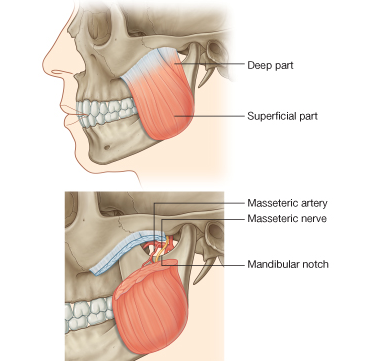 Deep part
Superficial part
Masseteric artery
Masseteric nerve
Mandibular notch